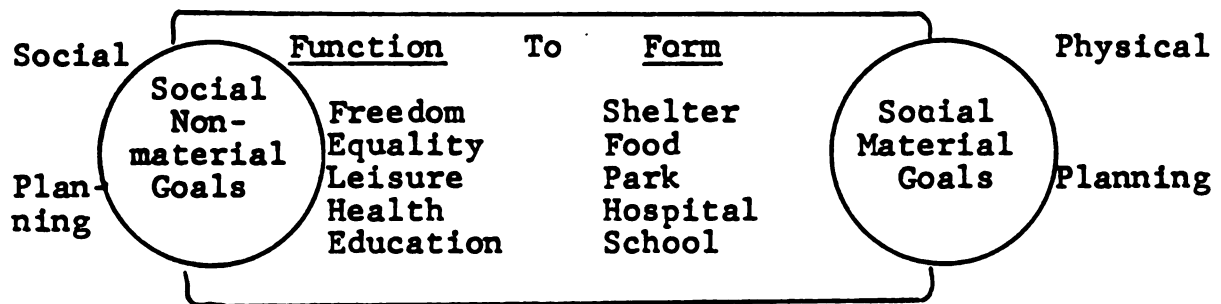 Social
Plan-
ning
Social
Non-
material
Goals
Function To Form
Freedom Shelter
Equality Food
Leisure Park
Health Hospital
Education School
Social
Material
Goals
Physical
Planning